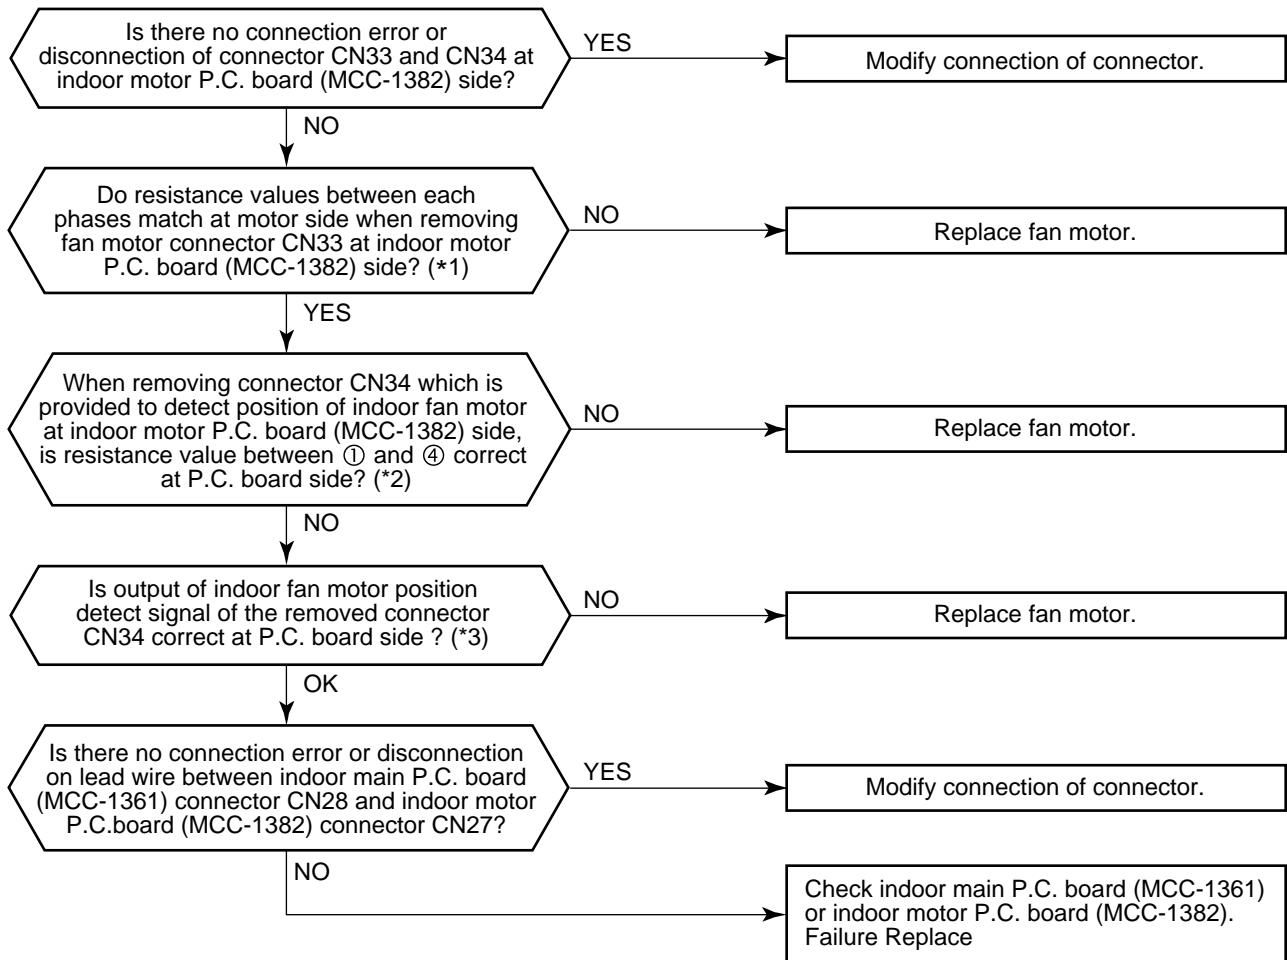 Is there no connection error or
disconnection of connector CN33 and CN34 at
indoor motor P.C. board (MCC-1382) side?
YES
Modify connection of connector.
NO
Do resistance values between each
phases match at motor side when removing
fan motor connector CN33 at indoor motor
P.C. board (MCC-1382) side? (*1)
NO
Replace fan motor.
YES
When removing connector CN34 which is
provided to detect position of indoor fan motor
at indoor motor P.C. board (MCC-1382) side,
is resistance value between ① and ④ correct
at P.C. board side? (*2)
NO
Replace fan motor.
NO
Is output of indoor fan motor position
detect signal of the removed connector
CN34 correct at P.C. board side ? (*3)
NO
Replace fan motor.
OK
Is there no connection error or disconnection
on lead wire between indoor main P.C. board
(MCC-1361) connector CN28 and indoor motor
P.C.board (MCC-1382) connector CN27?
YES
Modify connection of connector.
NO
Check indoor main P.C. board (MCC-1361)
or indoor motor P.C. board (MCC-1382).
Failure Replace